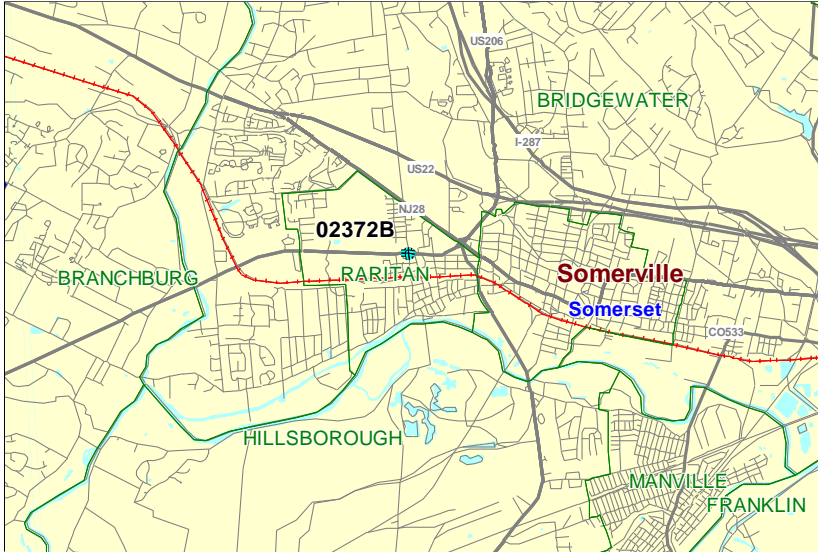 US206
BRIDGEWATER
I-287
US22
NJ28
02372B
BRANCHBURG
RARITAN
Somerville
Somerset
CO533
HILLSBOROUGH
MANVILLE
FRANKLIN